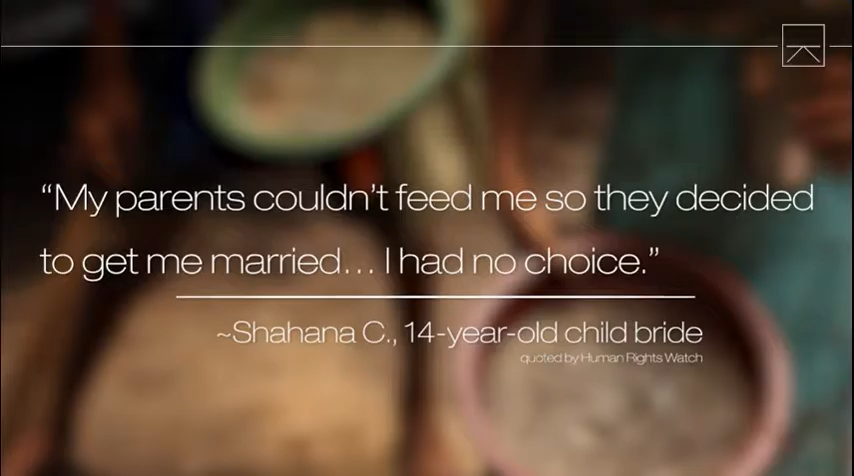 “My parents couldn’t feed me so they decided
to get me married… I had no choice.”
~Shahana C., 14-year-old child bride
quoted by Human Rights Watch